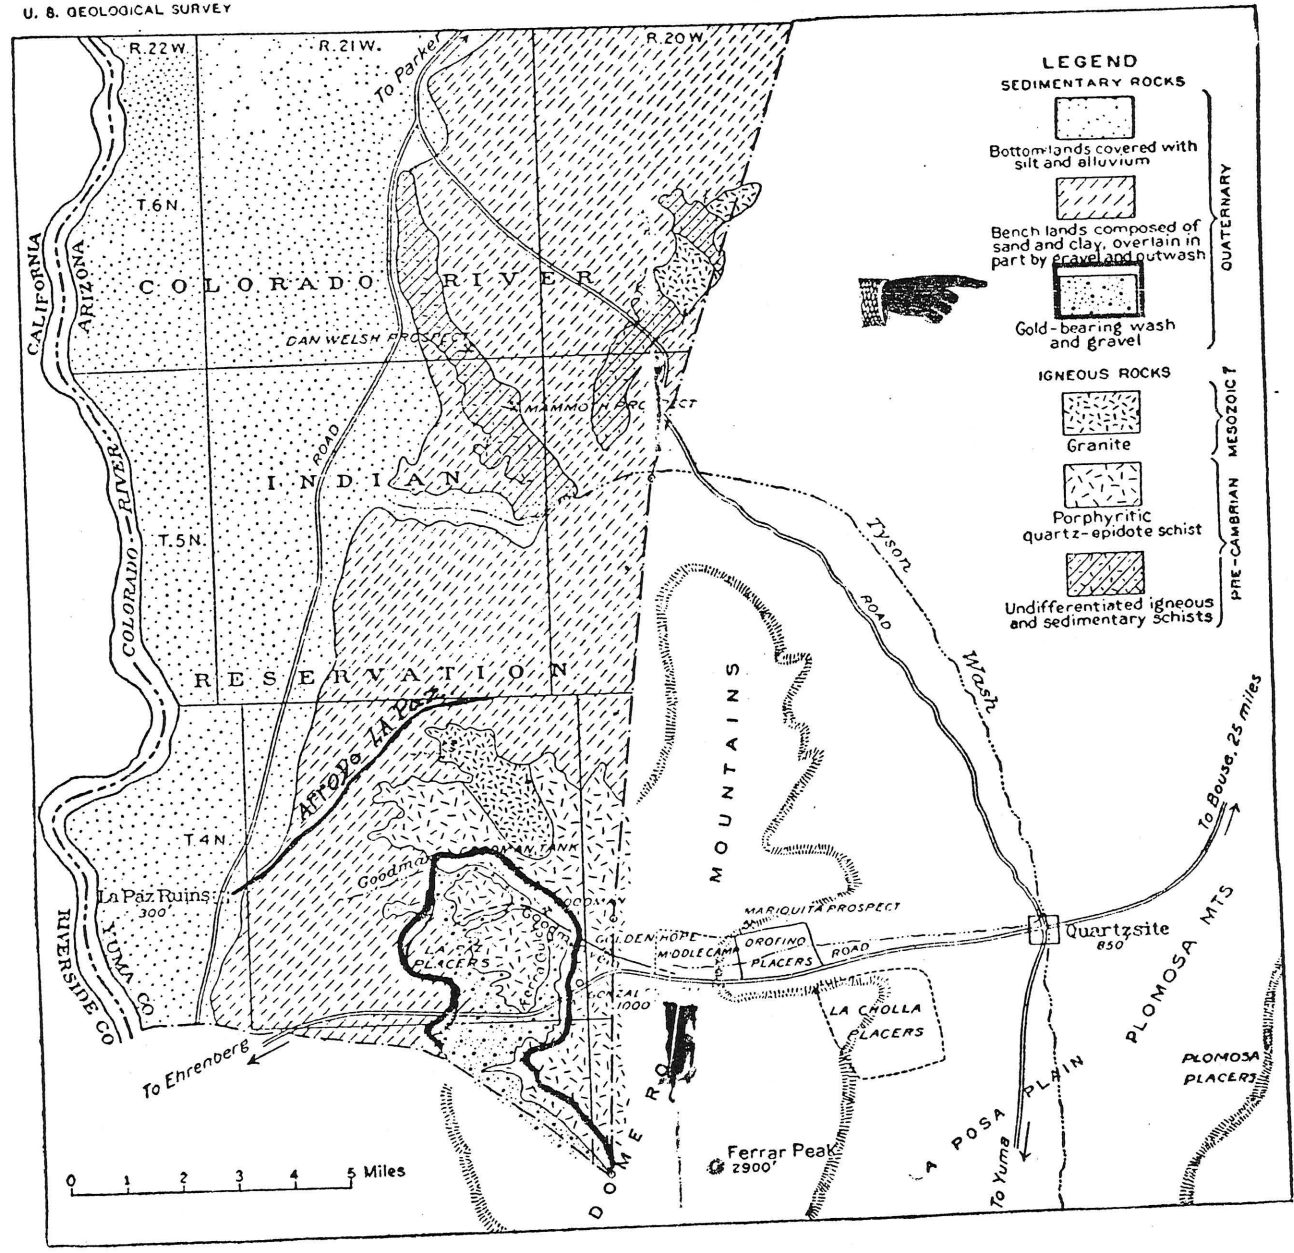 U. S. GEOLOGICAL SURVEY
R.22W.
R.21W.
R.20W.
To Parker
LEGEND
SEDIMENTARY ROCKS
Bottom-lands covered with
silt and alluvium
Bench lands composed of
sand and clay, overlain in
part by gravel and outwash
Gold-bearing wash
and gravel
QUATERNARY
IGNEOUS ROCKS
Granite
MESOZOIC?
Porphyritic
quartz-epidote schist
Undifferentiated igneous
and sedimentary schists
PRE-CAMBRIAN
T.6N.
CALIFORNIA
ARIZONA
COLORADO RIVER
DAN WELSH PROSPECT
MAMMOTH PROSPECT
ROAD
INDIAN
COLORADO RIVER
T.5N.
Tyson
Wash
ROAD
RESERVATION
Arroyo LA PAZ
MOUNTAINS
To Bouse, 25 miles
T4N.
TANK
Goodman
La Paz Ruins
300'
MARIQUITA PROSPECT
GOLDEN HOPE
MIDDLE CAMP
OROFINO
PLACERS
ROAD
Quartzsite
850'
LA PAZ
PLACERS
1000
RIVERSIDE CO
YUMA CO
LA CHOLLA
PLACERS
PLOMOSA MTS
PLOMOSA
PLACERS
To Ehrenberg
DOME RO
LA POSA PLAIN
Ferrar Peak
2900'
To Yuma
0 1 2 3 4 5 Miles